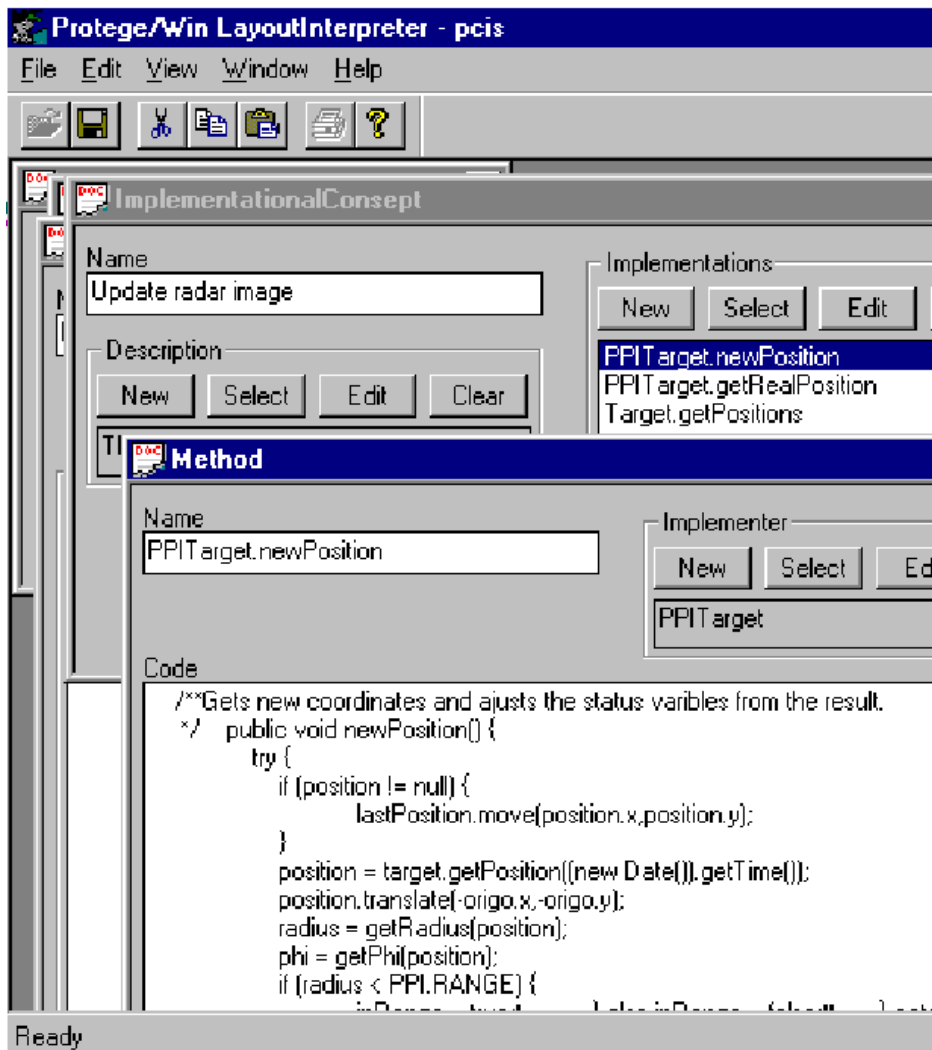 Protege/Win LayoutInterpreter - pcis
File Edit View Window Help
ImplementationalConsept
Name
Update radar image
Implementations
New Select Edit
PPITarget.newPosition
PPITarget.getRealPosition
Target.getPositions
Description
New Select Edit Clear
Method
Name
PPITarget.newPosition
Implementer
New Select Ed
PPITarget
Code
/**Gets new coordinates and ajusts the status varibles from the result.
*/ public void newPosition() {
try {
if (position != null) {
lastPosition.move(position.x,position.y);
}
position = target.getPosition((new Date()).getTime());
position.translate(-origo.x,-origo.y);
radius = getRadius(position);
phi = getPhi(position);
if (radius < PPI.RANGE) {
Ready